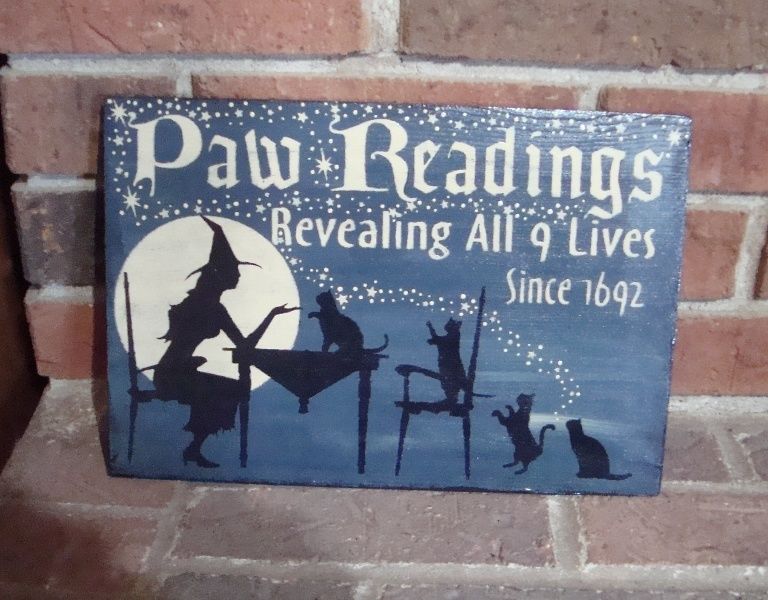 Paw Readings
Revealing All 9 Lives
Since 1692